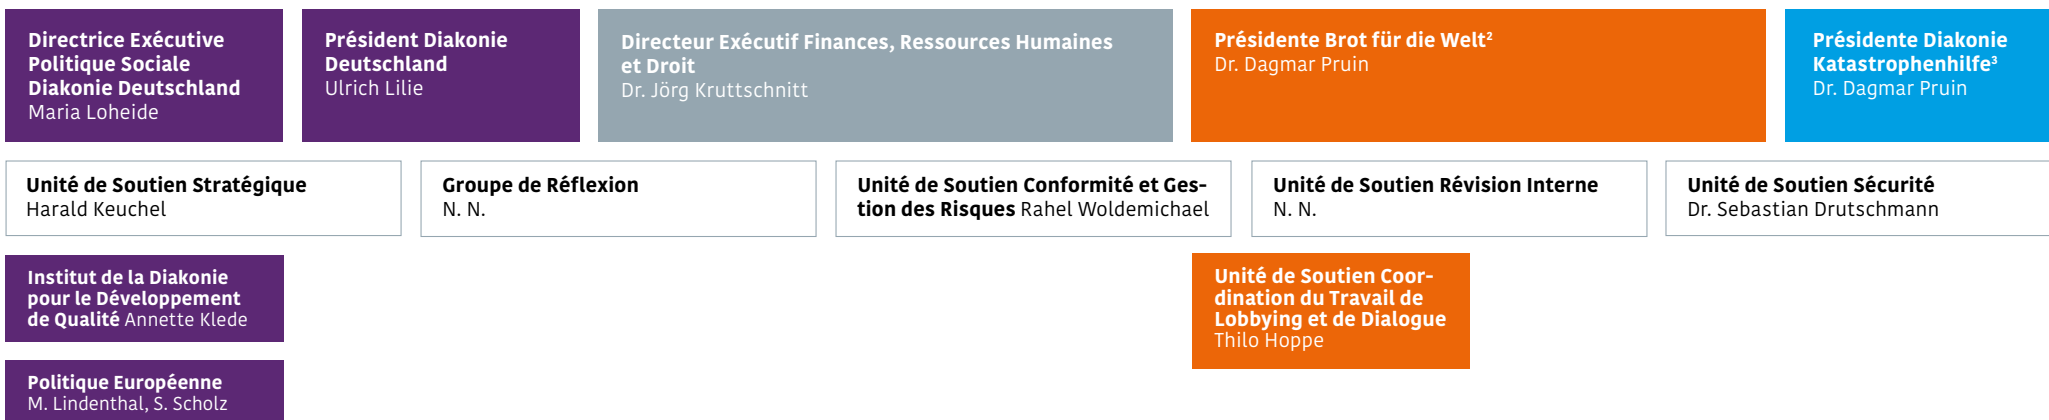 Directrice Exécutive
Politique Sociale
Diakonie Deutschland
Maria Loheide
Président Diakonie
Deutschland
Ulrich Lilie
Directeur Exécutif Finances, Ressources Humaines
et Droit
Dr. Jörg Kruttschnitt
Présidente Brot für die Welt²
Dr. Dagmar Pruin
Présidente Diakonie
Katastrophenhilfe³
Dr. Dagmar Pruin
Unité de Soutien Stratégique
Harald Keuchel
Groupe de Réflexion
N. N.
Unité de Soutien Conformité et Ges-
tion des Risques Rahel Woldemichael
Unité de Soutien Révision Interne
N. N.
Unité de Soutien Sécurité
Dr. Sebastian Drutschmann
Institut de la Diakonie
pour le Développement
de Qualité Annette Klede
Unité de Soutien Coor-
dination du Travail de
Lobbying et de Dialogue
Thilo Hoppe
Politique Européenne
M. Lindenthal, S. Scholz